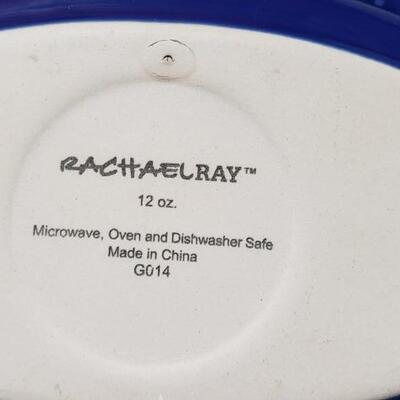 RACHAELRAY™
12 oz.
Microwave, Oven and Dishwasher Safe
Made in China
G014